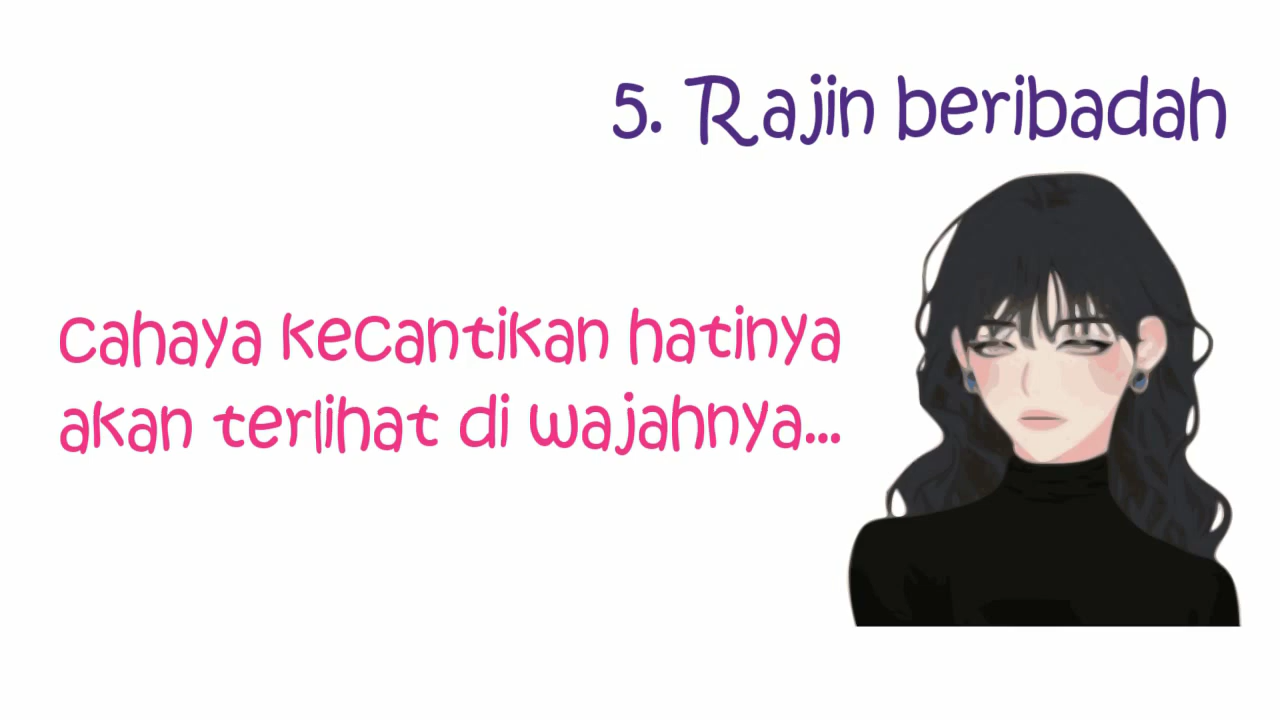 5. Rajin beribadah
cahaya kecantikan hatinya
akan terlihat di wajahnya...